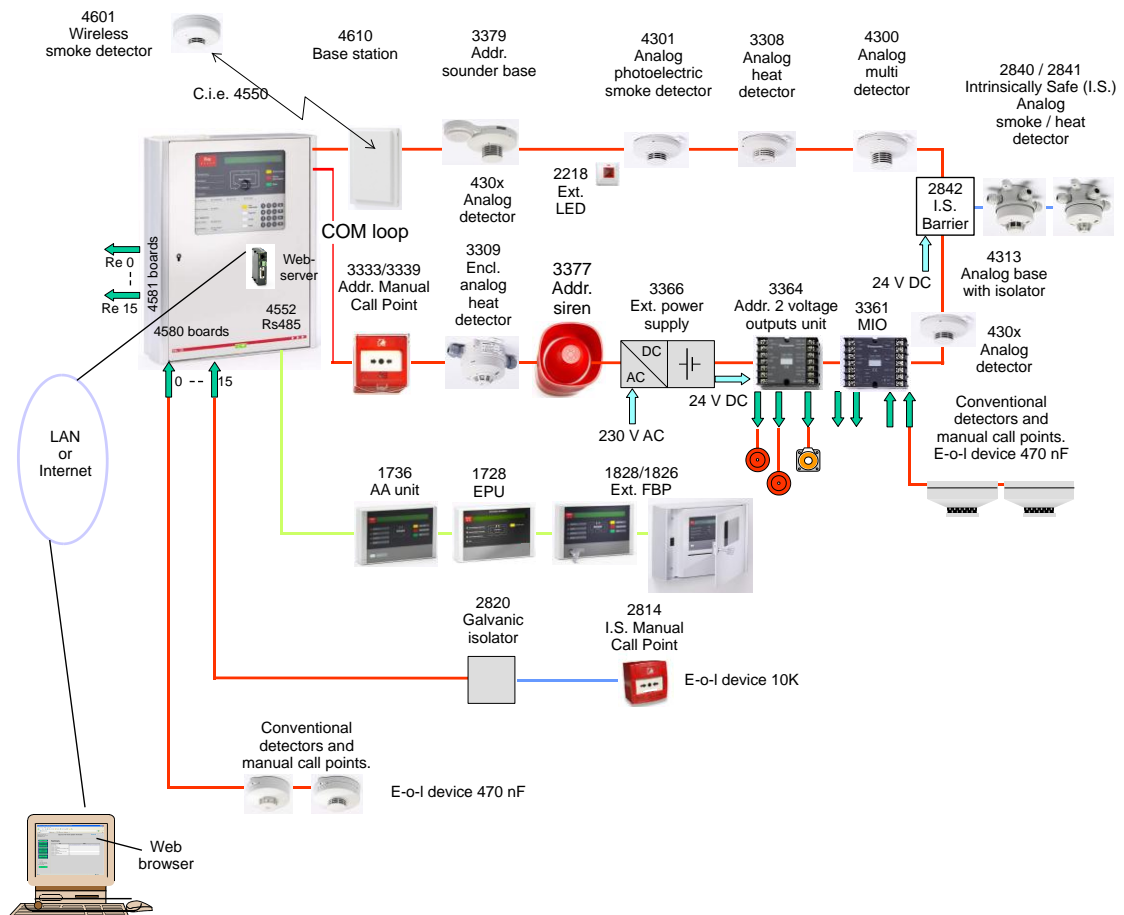 4601
Wireless
smoke detector
4610
Base station
3379
Addr.
sounder base
4301
Analog
photoelectric
smoke detector
3308
Analog
heat
detector
4300
Analog
multi
detector
2840 / 2841
Intrinsically Safe (I.S.)
Analog
smoke / heat
detector
C.i.e. 4550
430x
Analog
detector
2218
Ext.
LED
2842
I.S.
Barrier
COM loop
Web-
server
3333/3339
Addr. Manual
Call Point
3309
Encl.
analog
heat
detector
3377
Addr.
siren
3366
Ext. power
supply
3364
Addr. 2 voltage
outputs unit
3361
MIO
24 V DC
4313
Analog base
with isolator
Re 0
Re 15
4581 boards
4580 boards
4552
Rs485
0 -- 15
DC
AC
24 V DC
230 V AC
430x
Analog
detector
Conventional
detectors and
manual call points.
E-o-l device 470 nF
LAN
or
Internet
1736
AA unit
1728
EPU
1828/1826
Ext. FBP
2820
Galvanic
isolator
2814
I.S. Manual
Call Point
E-o-l device 10K
Conventional
detectors and
manual call points.
E-o-l device 470 nF
Web
browser